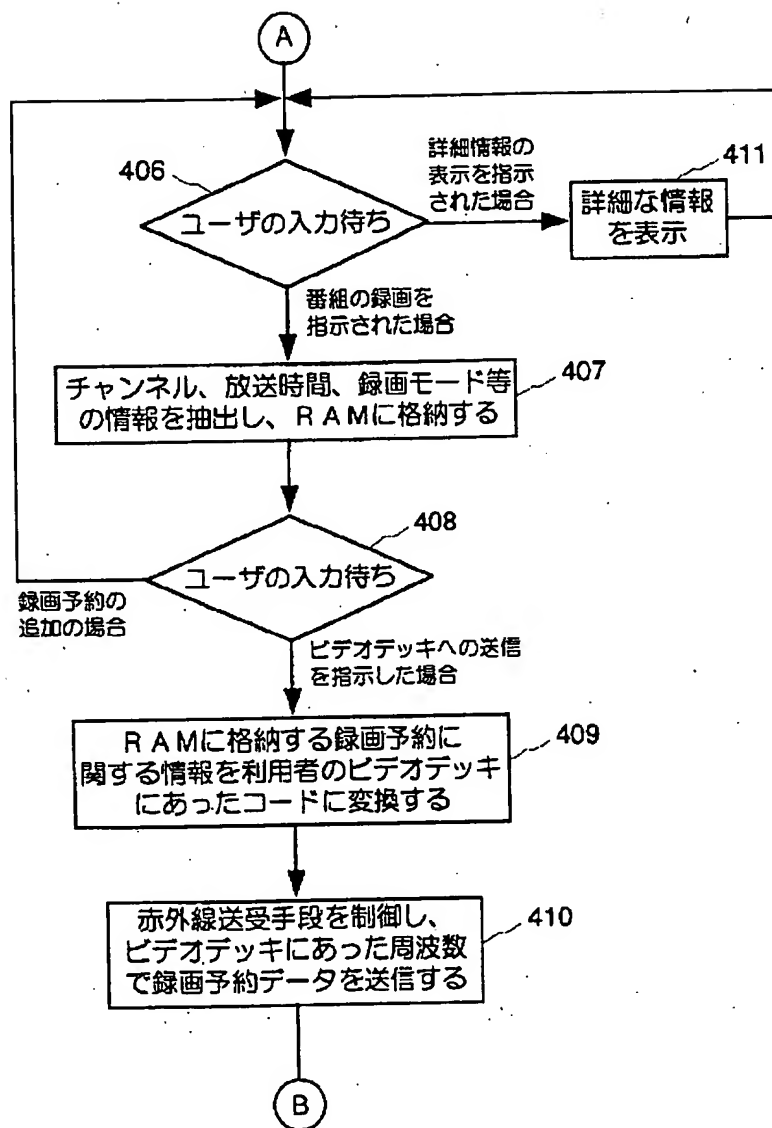 A
406
ユーザの入力待ち
詳細情報の
表示を指示
された場合
411
詳細な情報
を表示
番組の録画を
指示された場合
チャンネル、放送時間、録画モード等
の情報を抽出し、RAMに格納する
407
408
ユーザの入力待ち
録画予約の
追加の場合
ビデオデッキへの送信
を指示した場合
RAMに格納する録画予約に
関する情報を利用者のビデオデッキ
にあったコードに変換する
409
赤外線送受手段を制御し、
ビデオデッキにあった周波数
で録画予約データを送信する
410
B